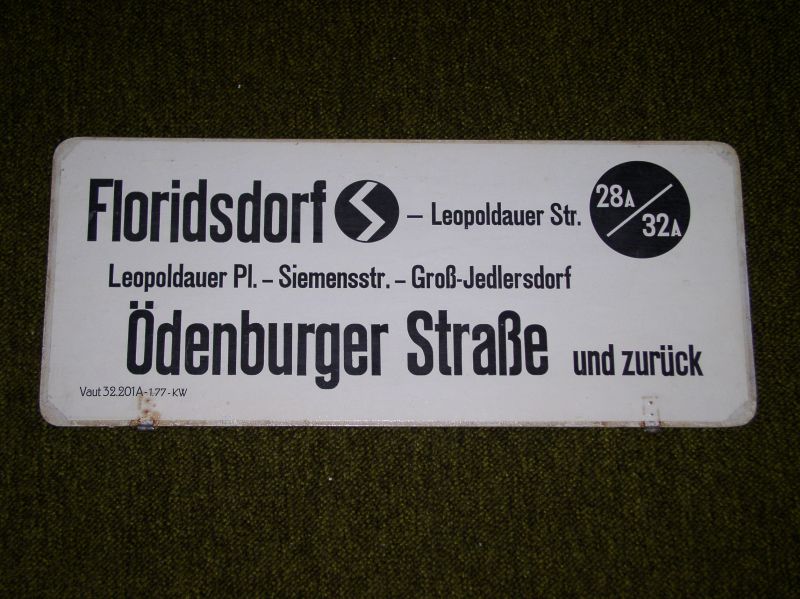 Floridsdorf S – Leopoldauer Str. 28A/32A
Leopoldauer Pl. – Siemensstr. – Groß-Jedlersdorf
Ödenburger Straße und zurück
Vaut 32.201A-1.77-KW